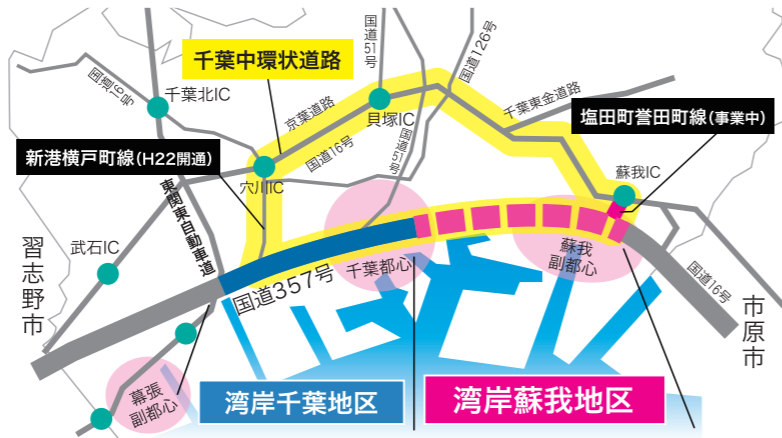 国道51号
国道126号
千葉中環状道路
国道16号
千葉北IC
京葉道路
貝塚IC
千葉東金道路
塩田町誉田町線(事業中)
国道16号
国道51号
新港横戸町線(H22開通)
穴川IC
蘇我IC
東関東自動車道
習志野市
武石IC
国道357号
千葉都心
蘇我
副都心
国道16号
市原市
幕張
副都心
湾岸千葉地区
湾岸蘇我地区